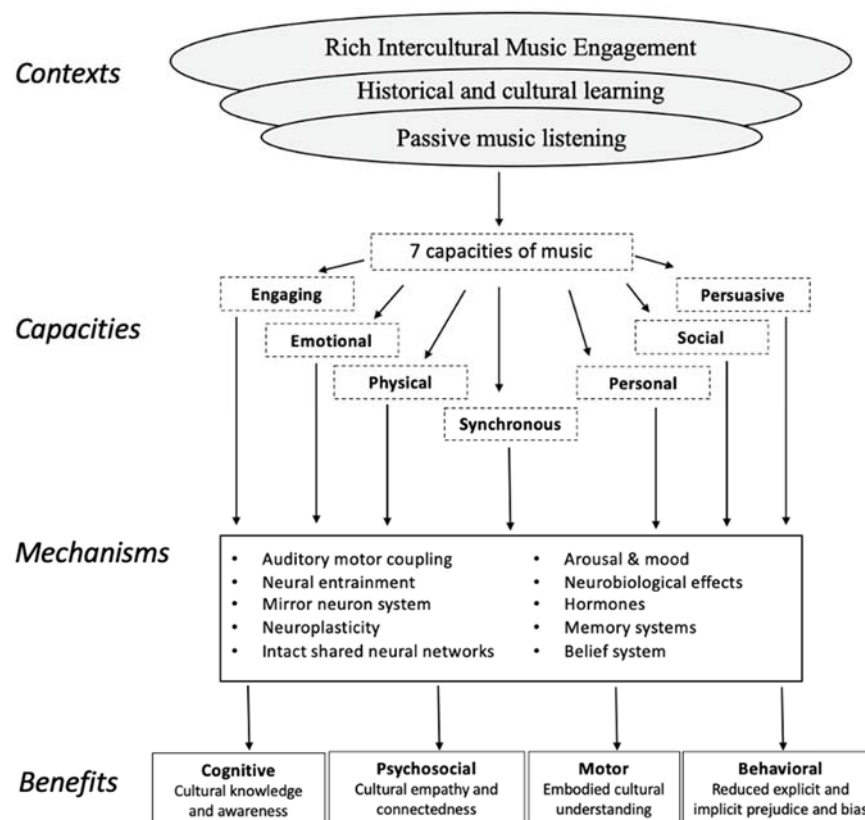 Contexts
Rich Intercultural Music Engagement
Historical and cultural learning
Passive music listening
Capacities
7 capacities of music
Engaging
Persuasive
Emotional
Social
Physical
Personal
Synchronous
Mechanisms
• Auditory motor coupling
• Neural entrainment
• Mirror neuron system
• Neuroplasticity
• Intact shared neural networks
• Arousal & mood
• Neurobiological effects
• Hormones
• Memory systems
• Belief system
Benefits
Cognitive
Cultural knowledge
and awareness
Psychosocial
Cultural empathy and
connectedness
Motor
Embodied cultural
understanding
Behavioral
Reduced explicit and
implicit prejudice and bias